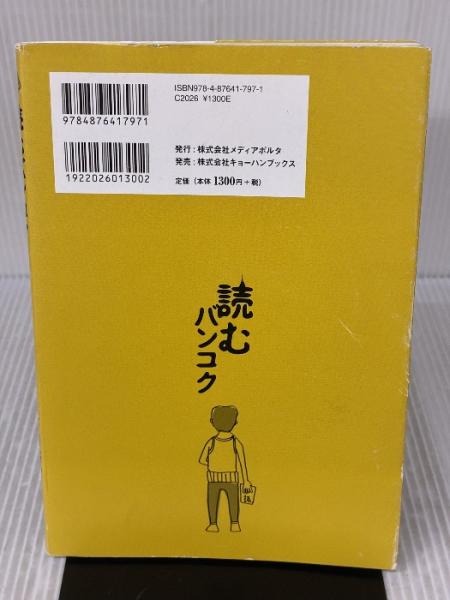 ISBN978-4-87641-797-1
C2026 ¥1300E
9784876417971
1922026013002
発行：株式会社メディアポルタ
発売：株式会社キョーハンブックス
定価（本体1300円＋税）
読む
バンコク